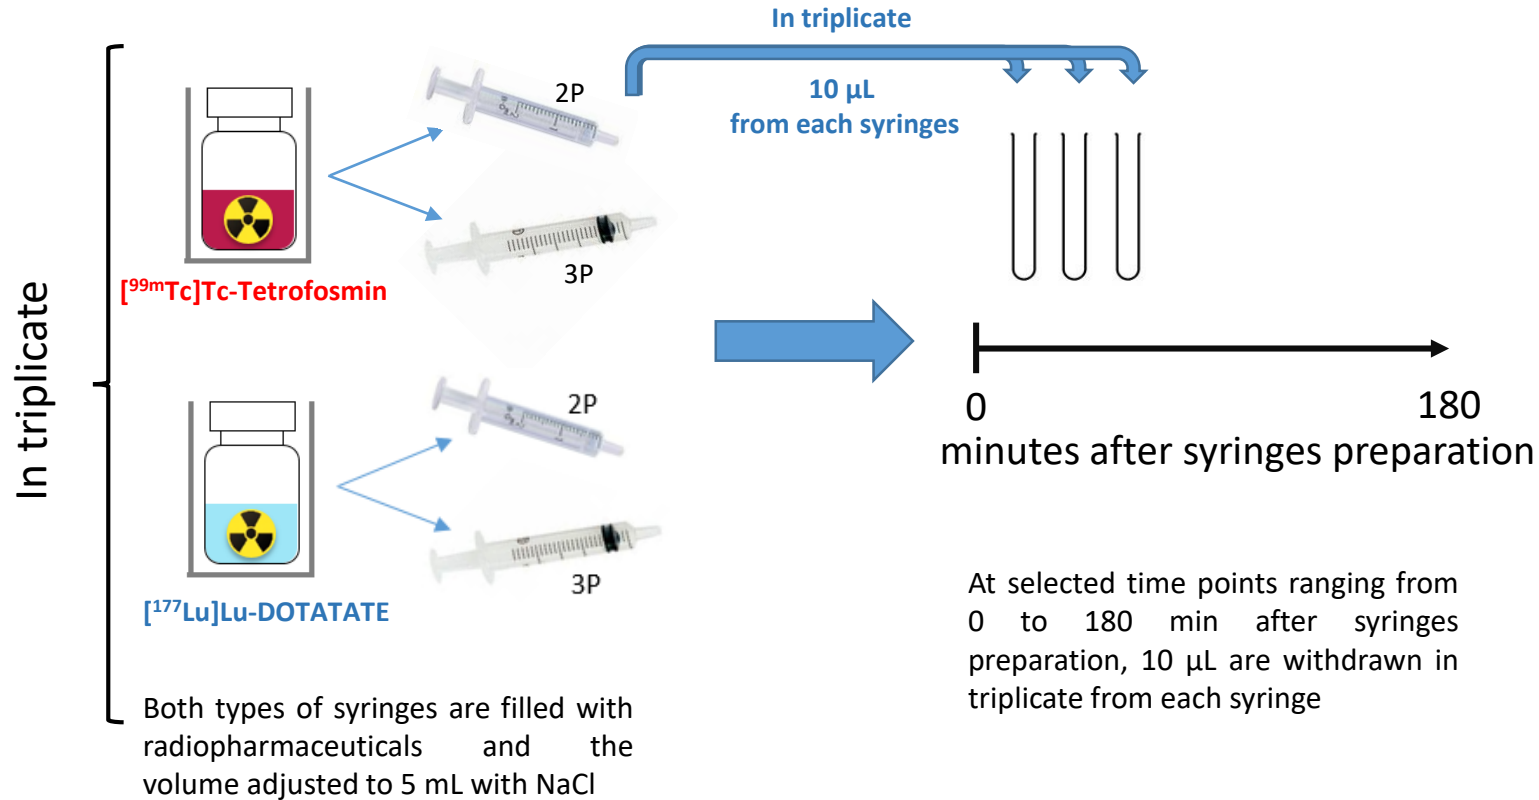 In triplicate
10 µL
from each syringes
2P
3P
[99mTc]Tc-Tetrofosmin
In triplicate
2P
3P
[177Lu]Lu-DOTATATE
0
180
minutes after syringes preparation
Both types of syringes are filled with
radiopharmaceuticals and the
volume adjusted to 5 mL with NaCl
At selected time points ranging from
0 to 180 min after syringes
preparation, 10 µL are withdrawn in
triplicate from each syringe